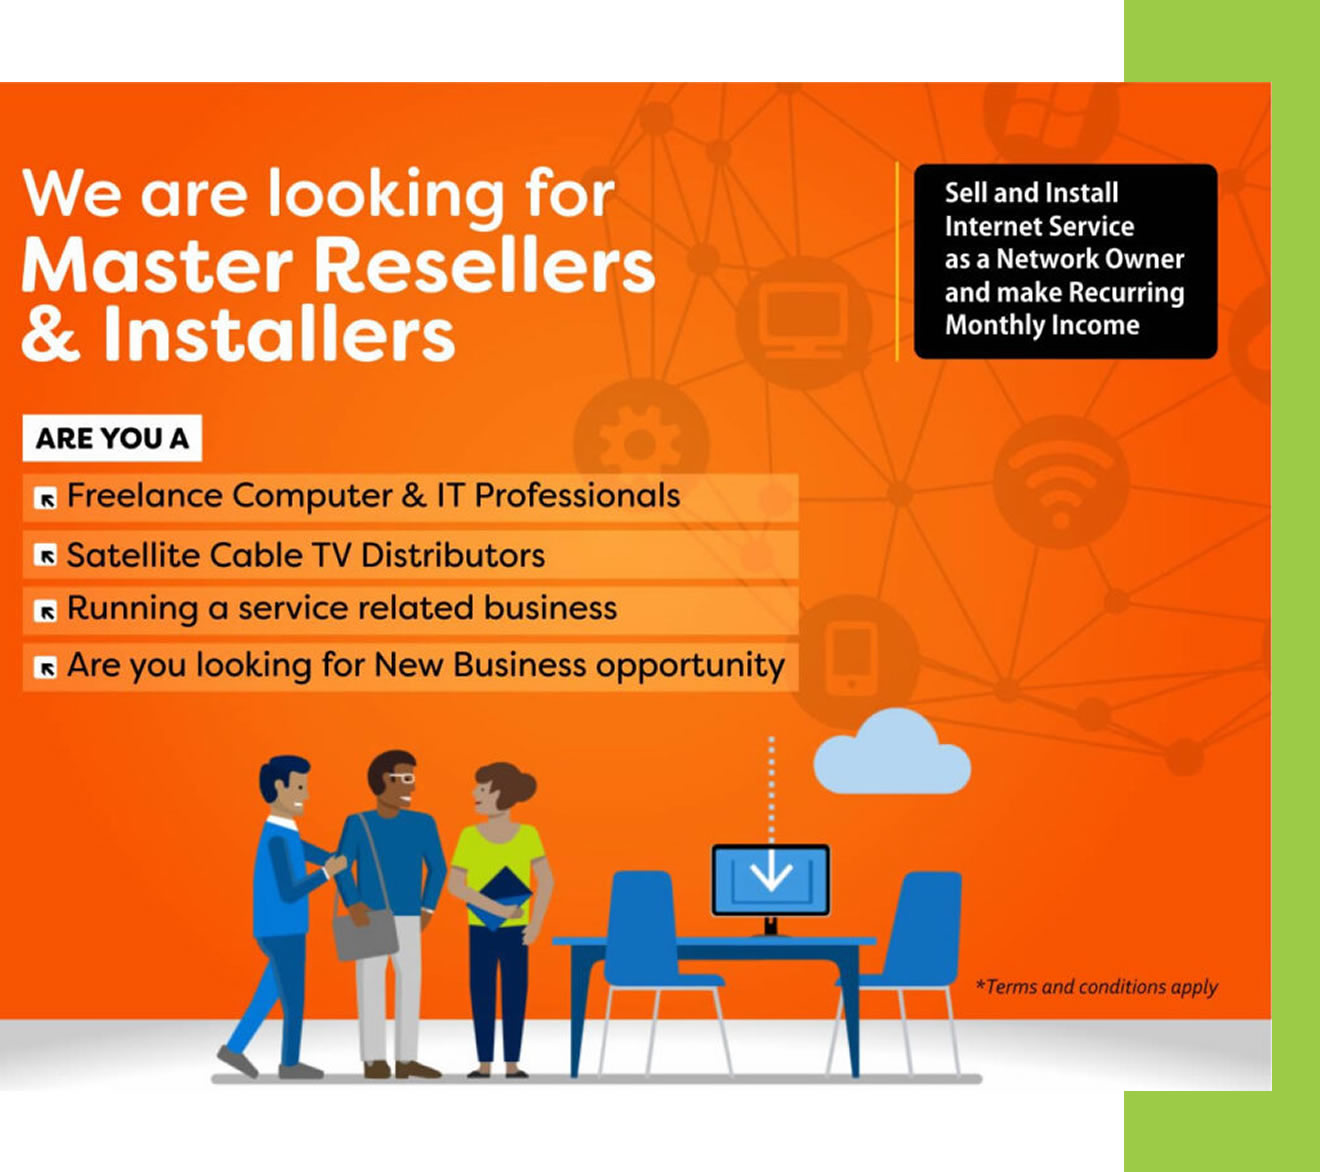 We are looking for
Master Resellers
& Installers
Sell and Install
Internet Service
as a Network Owner
and make Recurring
Monthly Income
ARE YOU A
Freelance Computer & IT Professionals
Satellite Cable TV Distributors
Running a service related business
Are you looking for New Business opportunity
*Terms and conditions apply